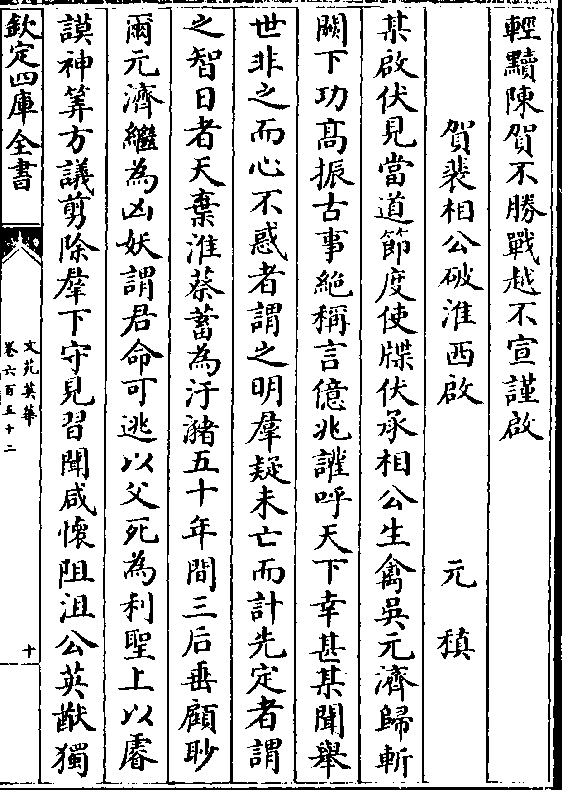 輕黷陳賀不勝戰越不宣謹啟
賀裴相公破淮西啟　元稹
某啟伏見當道節度使牒伏承相公生禽吳元濟歸斬
闕下功髙振古事絶稱言億兆讙呼天下幸甚某聞舉
世非之而心不惑者謂之明羣疑未亡而計先定者謂
之智日者天棄淮蔡蓄為汙瀦五十年間三后垂顧眇
爾元濟繼為凶妖謂君命可逃以父死為利聖上以睿
謨神筭方議剪除羣下守見習聞咸懷阻沮公英猷獨
欽定四庫全書
文苑英華
卷六百五十二
十